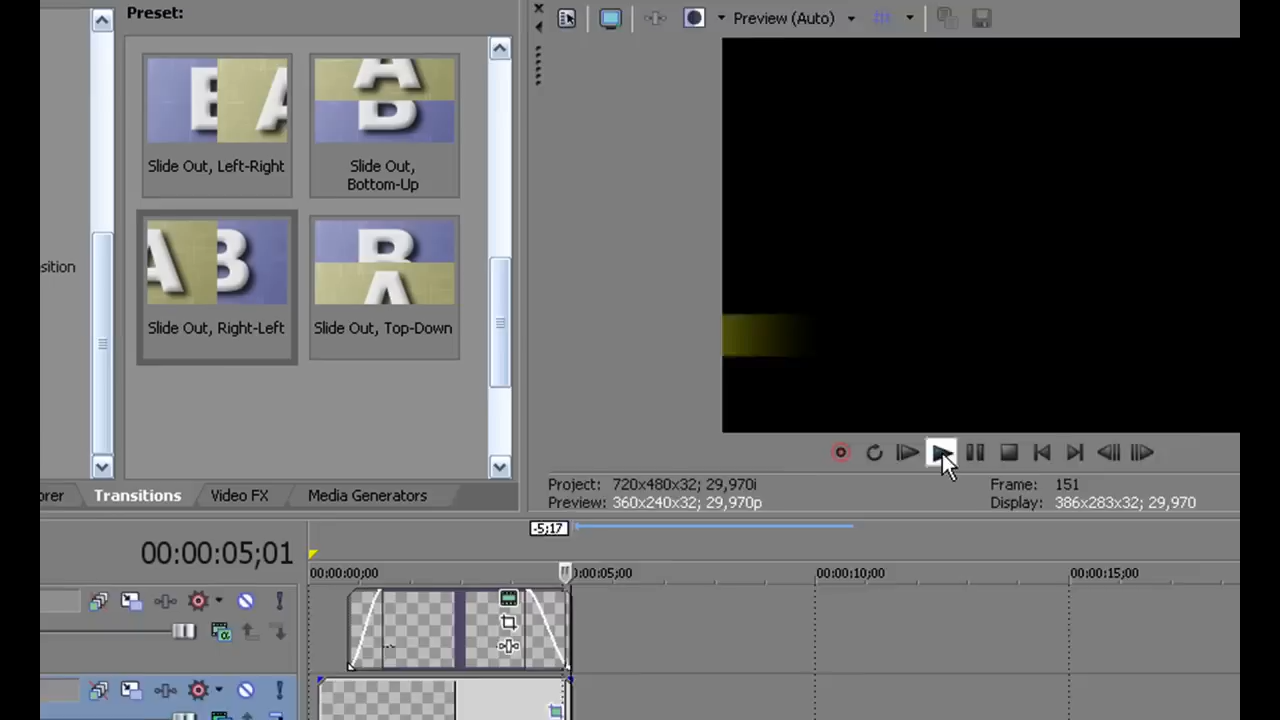 Preset:
Preview (Auto)
Slide Out, Left-Right
Slide Out,
Bottom-Up
sition
Slide Out, Right-Left
Slide Out, Top-Down
orer
Transitions
Video FX
Media Generators
Project: 720x480x32; 29,970i
Frame: 151
Preview: 360x240x32; 29,970p
Display: 386x283x32; 29,970
-5;17
00:00:05;01
00:00:00;00
0:00:05;00
00:00:10;00
00:00:15;00